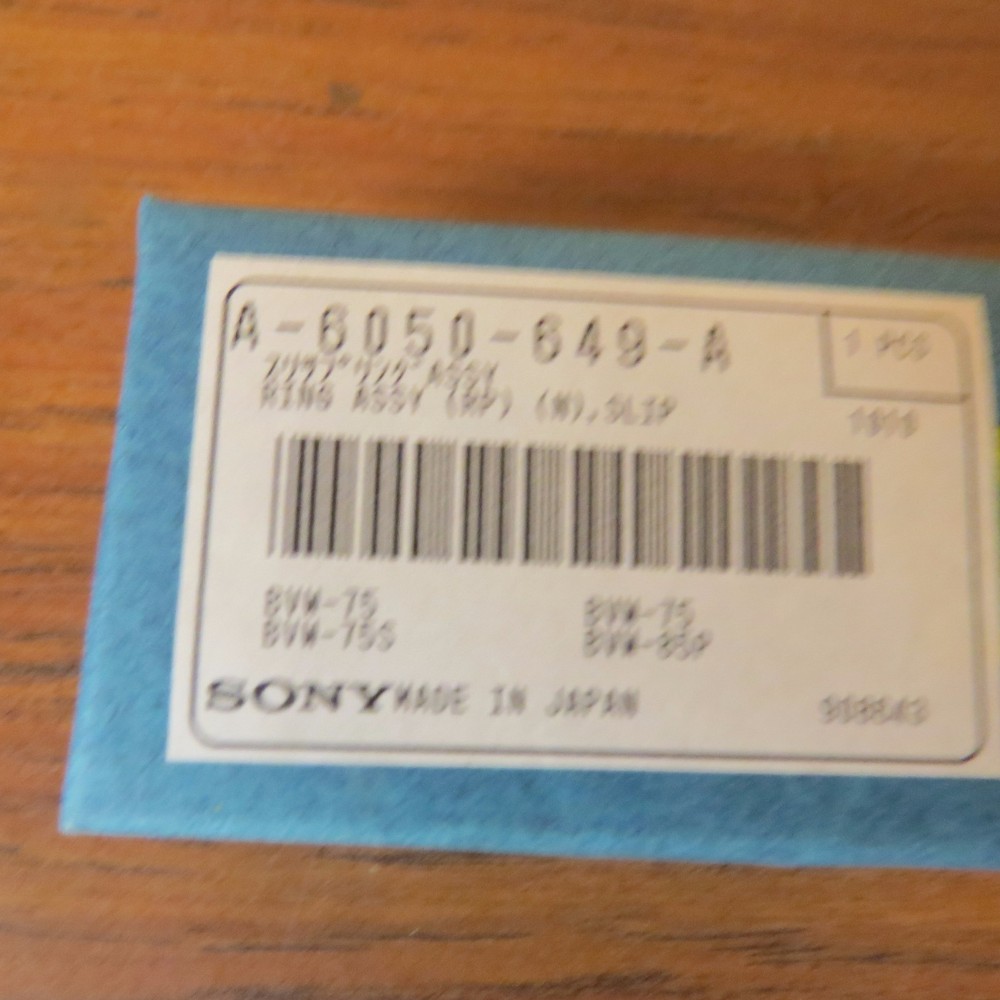 A-6050-649-A
1 PCS
RING ASSY (RP) (N),SLIP
BVW-75
BVW-75
BVW-75S
BVW-85P
SONY MADE IN JAPAN